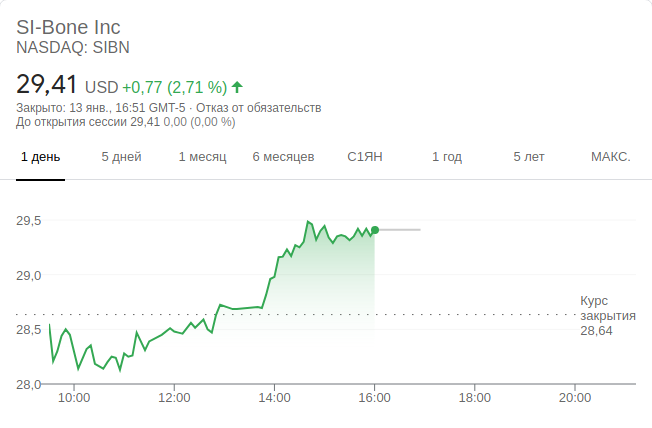 SI-Bone Inc
NASDAQ: SIBN
29,41 USD +0,77 (2,71 %)
Закрыто: 13 янв., 16:51 GMT-5 · Отказ от обязательств
До открытия сессии 29,41 0,00 (0,00 %)
1 день 5 дней 1 месяц 6 месяцев С1ЯН 1 год 5 лет МАКС.
29,5
29,0
Курс
закрытия
28,64
28,5
28,0
10:00 12:00 14:00 16:00 18:00 20:00